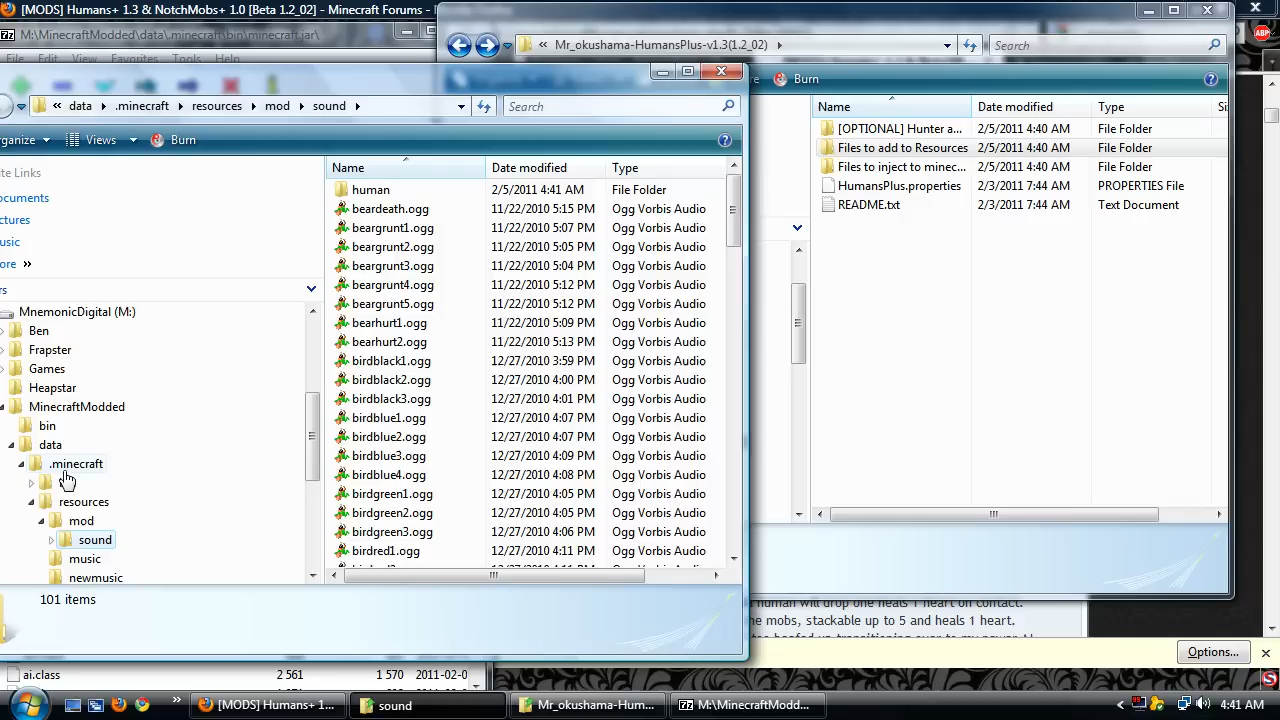 [MODS] Humans+ 1.3 & NotchMobs+ 1.0 [Beta 1.2_02] - Minecraft Forums -
M:\MinecraftModded\data\.minecraft\bin\minecraft.jar\
File Edit View Favorites Tools Help
Mr_okushama-HumansPlus-v1.3(1.2_02)
Search
Burn
data .minecraft resources mod sound
Search
Organize Views Burn
Name Date modified Type
human 2/5/2011 4:41 AM File Folder
beardeath.ogg 11/22/2010 5:15 PM Ogg Vorbis Audio
beargrunt1.ogg 11/22/2010 5:07 PM Ogg Vorbis Audio
beargrunt2.ogg 11/22/2010 5:05 PM Ogg Vorbis Audio
beargrunt3.ogg 11/22/2010 5:04 PM Ogg Vorbis Audio
beargrunt4.ogg 11/22/2010 5:12 PM Ogg Vorbis Audio
beargrunt5.ogg 11/22/2010 5:12 PM Ogg Vorbis Audio
bearhurt1.ogg 11/22/2010 5:09 PM Ogg Vorbis Audio
bearhurt2.ogg 11/22/2010 5:13 PM Ogg Vorbis Audio
birdblack1.ogg 12/27/2010 3:59 PM Ogg Vorbis Audio
birdblack2.ogg 12/27/2010 4:00 PM Ogg Vorbis Audio
birdblack3.ogg 12/27/2010 4:01 PM Ogg Vorbis Audio
birdblue1.ogg 12/27/2010 4:07 PM Ogg Vorbis Audio
birdblue2.ogg 12/27/2010 4:07 PM Ogg Vorbis Audio
birdblue3.ogg 12/27/2010 4:09 PM Ogg Vorbis Audio
birdblue4.ogg 12/27/2010 4:08 PM Ogg Vorbis Audio
birdgreen1.ogg 12/27/2010 4:05 PM Ogg Vorbis Audio
birdgreen2.ogg 12/27/2010 4:05 PM Ogg Vorbis Audio
birdgreen3.ogg 12/27/2010 4:06 PM Ogg Vorbis Audio
birdred1.ogg 12/27/2010 4:11 PM Ogg Vorbis Audio
ite Links
ocuments
ctures
usic
ore »
rs
MnemonicDigital (M:)
Ben
Frapster
Games
Heapstar
MinecraftModded
bin
data
.minecraft
resources
mod
sound
music
newmusic
101 items
Name Date modified Type Si
[OPTIONAL] Hunter a... 2/5/2011 4:40 AM File Folder
Files to add to Resources 2/5/2011 4:40 AM File Folder
Files to inject to minec... 2/5/2011 4:40 AM File Folder
HumansPlus.properties 2/3/2011 7:44 AM PROPERTIES File
README.txt 2/3/2011 7:44 AM Text Document
human will drop one heals 1 heart on contact.
e mobs, stackable up to 5 and heals 1 heart.
Options...
ai.class 2 561 1 570 2011-02-0
[MODS] Humans+ 1... sound Mr_okushama-Hum... M:\MinecraftModd... 4:41 AM